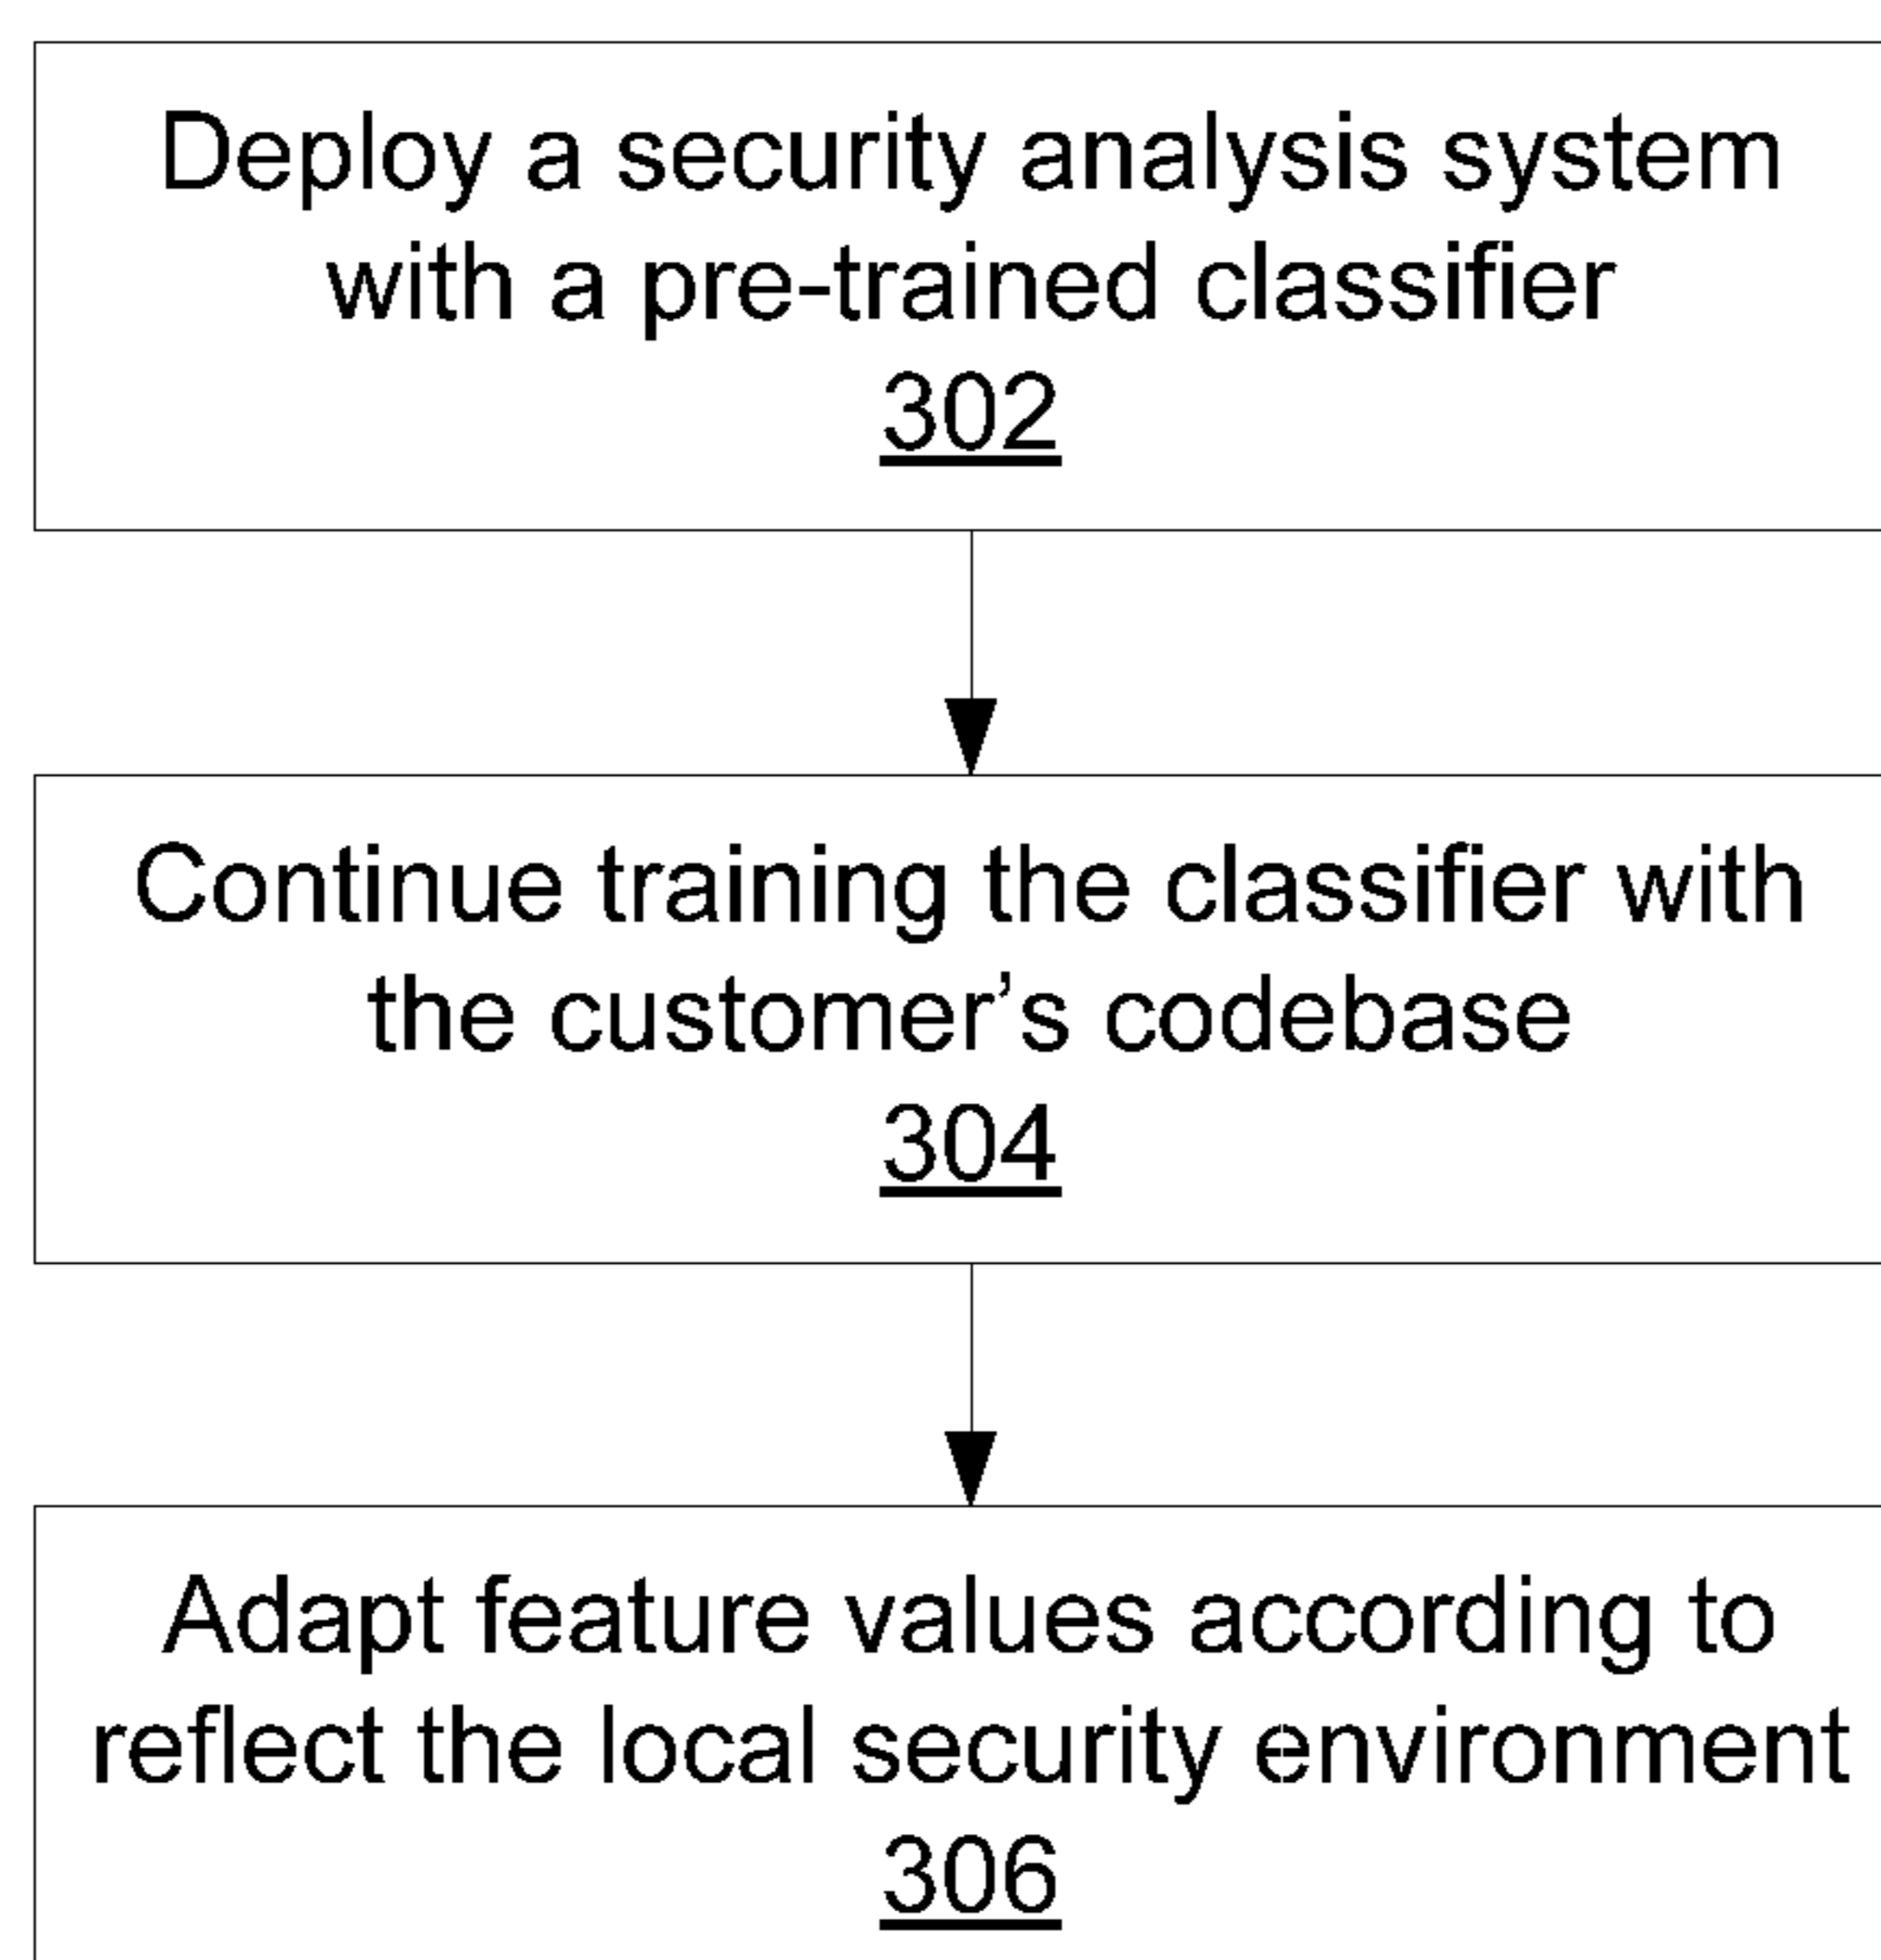 Deploy a security analysis system
with a pre-trained classifier
302
Continue training the classifier with
the customer’s codebase
304
Adapt feature values according to
reflect the local security environment
306